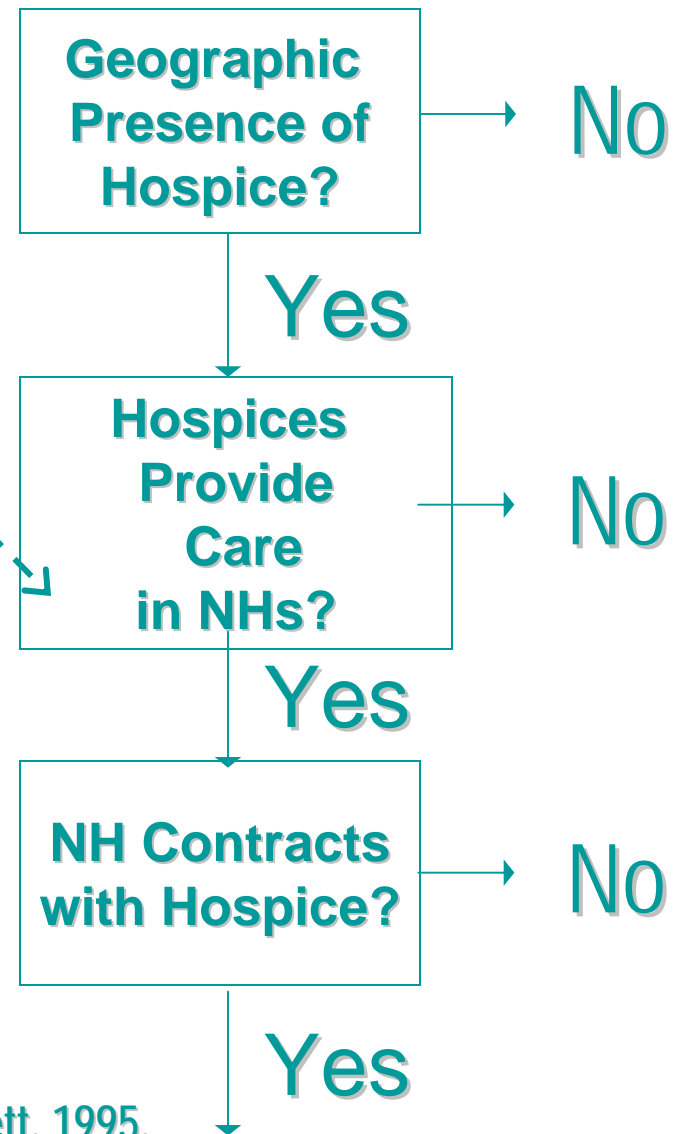 Geographic
Presence of
Hospice?
No
Yes
Hospices
Provide
Care
in NHs?
No
Yes
NH Contracts
with Hospice?
No
Yes
1995.